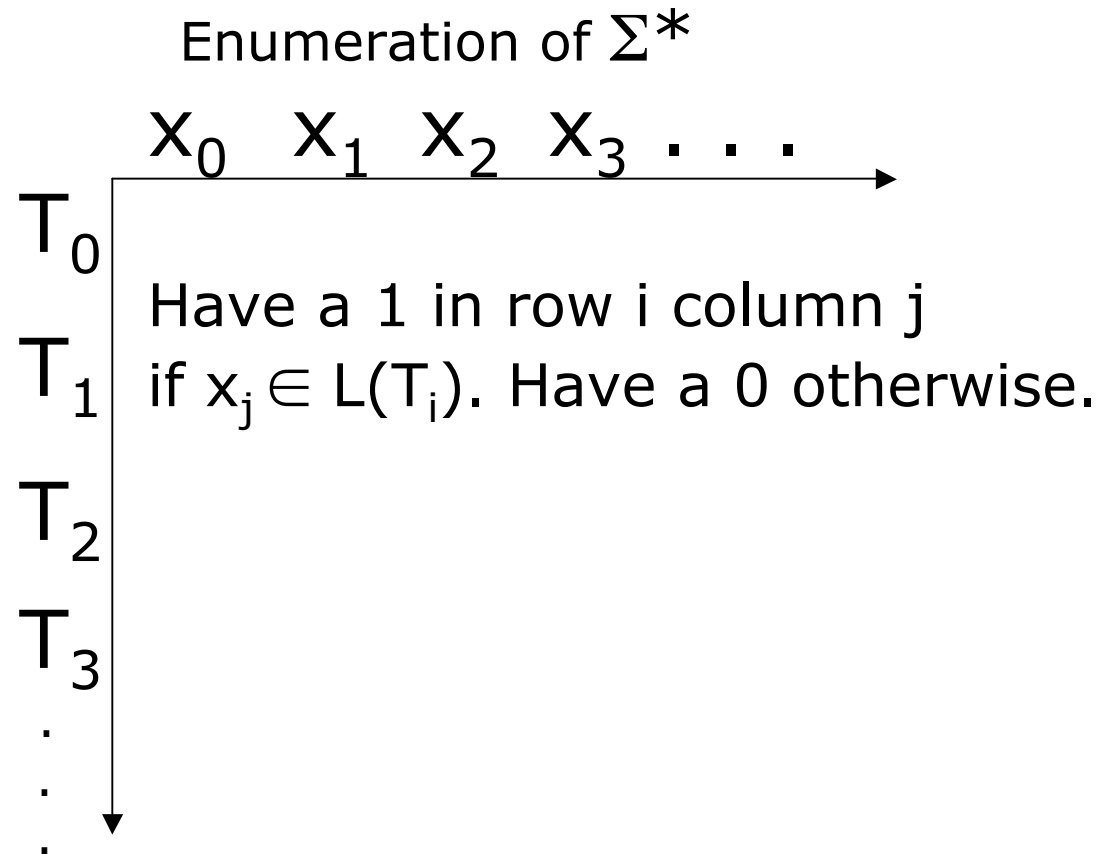 Enumeration of Σ*
x₀ x₁ x₂ x₃ . . .
T₀
Have a 1 in row i column j
T₁
if xⱼ ∈ L(Tᵢ). Have a 0 otherwise.
T₂
T₃
.
.
.